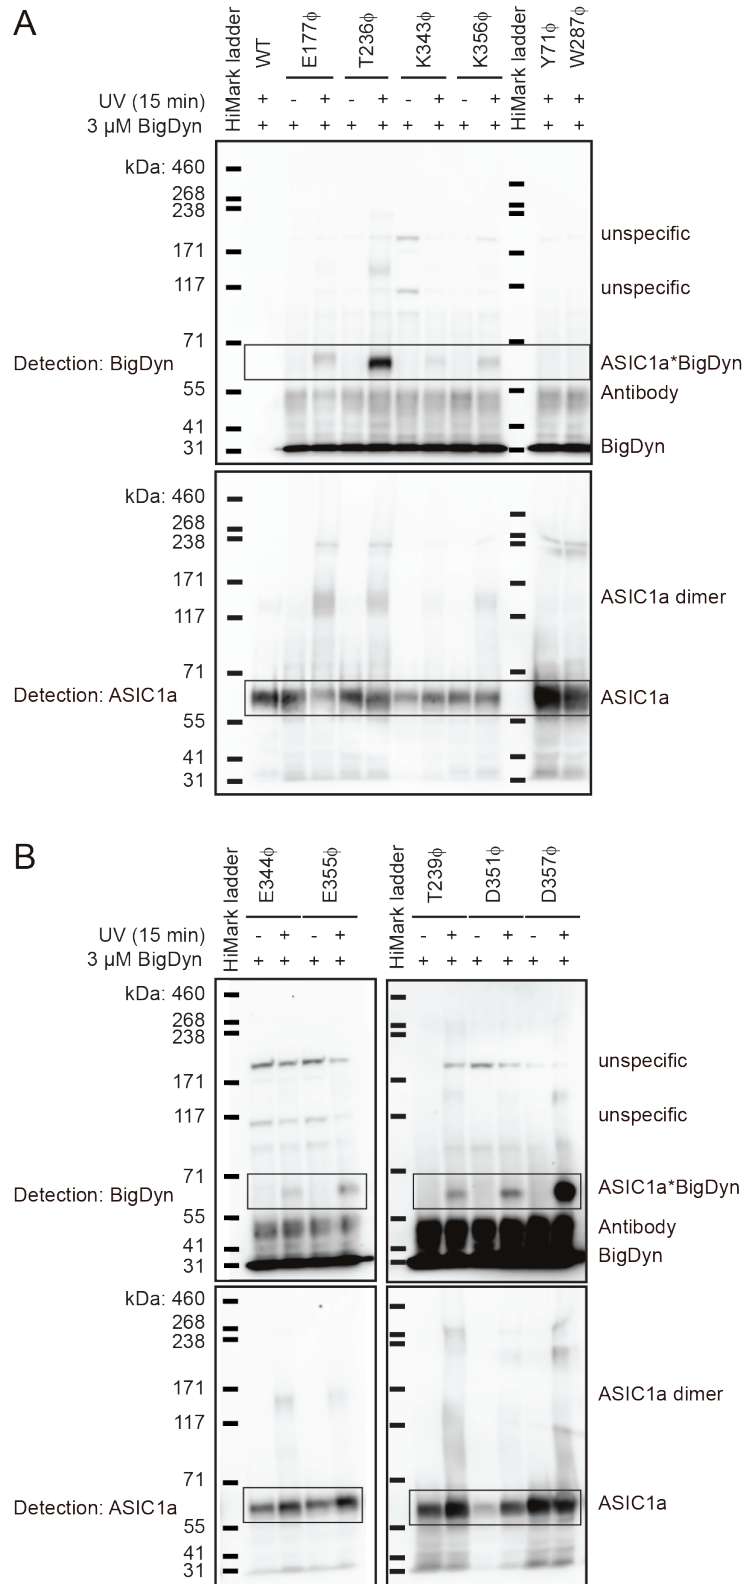 A
HiMark ladder
WT
E177ϕ
T236ϕ
K343ϕ
K356ϕ
HiMark ladder
Y71ϕ
W287ϕ
UV (15 min) + - + - + - + - + + +
3 µM BigDyn + + + + + + + + + + +
kDa: 460
268
238
171
117
71
55
41
31
unspecific
unspecific
Detection: BigDyn
ASIC1a*BigDyn
Antibody
BigDyn
kDa: 460
268
238
171
117
71
55
41
31
ASIC1a dimer
Detection: ASIC1a
ASIC1a
B
HiMark ladder
E344ϕ
E355ϕ
HiMark ladder
T239ϕ
D351ϕ
D357ϕ
UV (15 min) - + - + - + - + - +
3 µM BigDyn + + + + + + + + + +
kDa: 460
268
238
171
117
71
55
41
31
unspecific
unspecific
Detection: BigDyn
ASIC1a*BigDyn
Antibody
BigDyn
kDa: 460
268
238
171
117
71
55
41
31
ASIC1a dimer
Detection: ASIC1a
ASIC1a